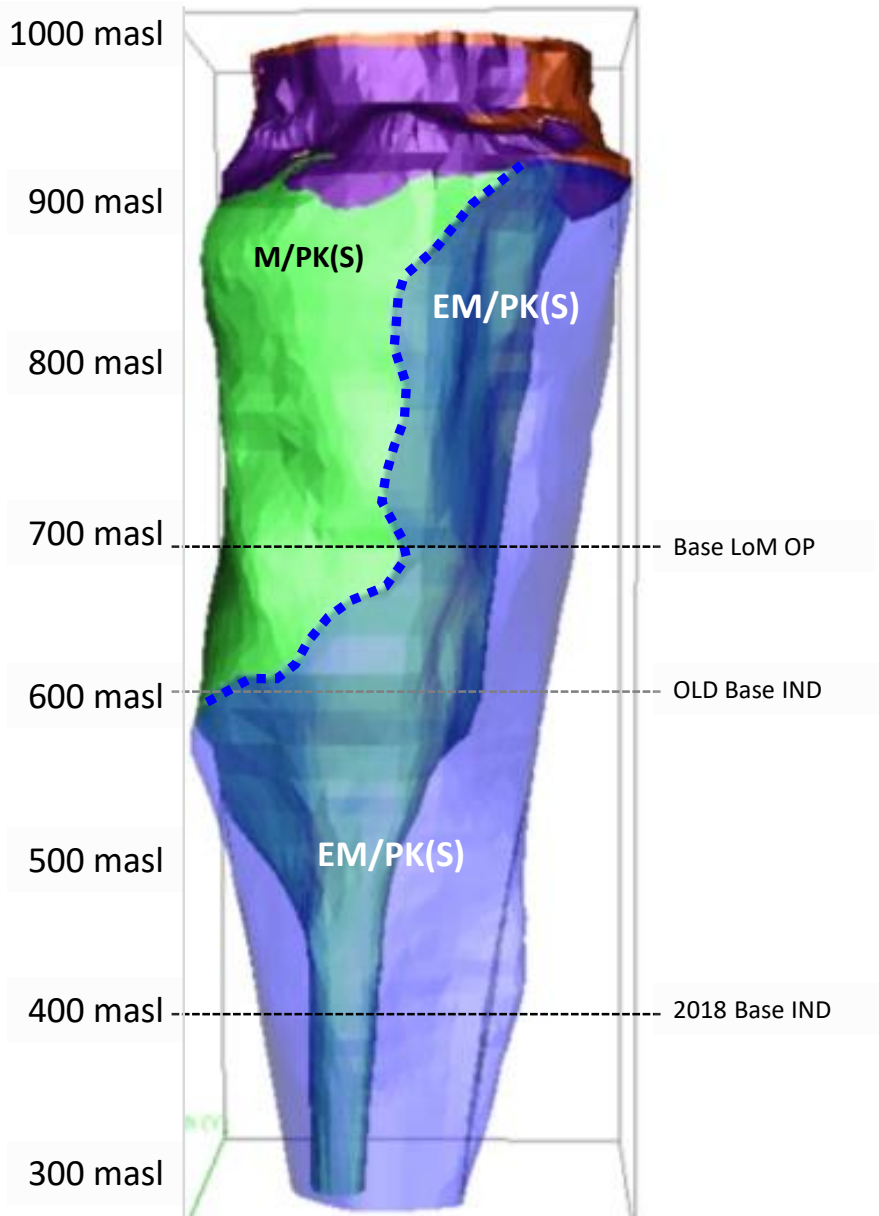 1000 masl
900 masl
M/PK(S)
EM/PK(S)
800 masl
700 masl
Base LoM OP
600 masl
OLD Base IND
500 masl
EM/PK(S)
400 masl
2018 Base IND
300 masl